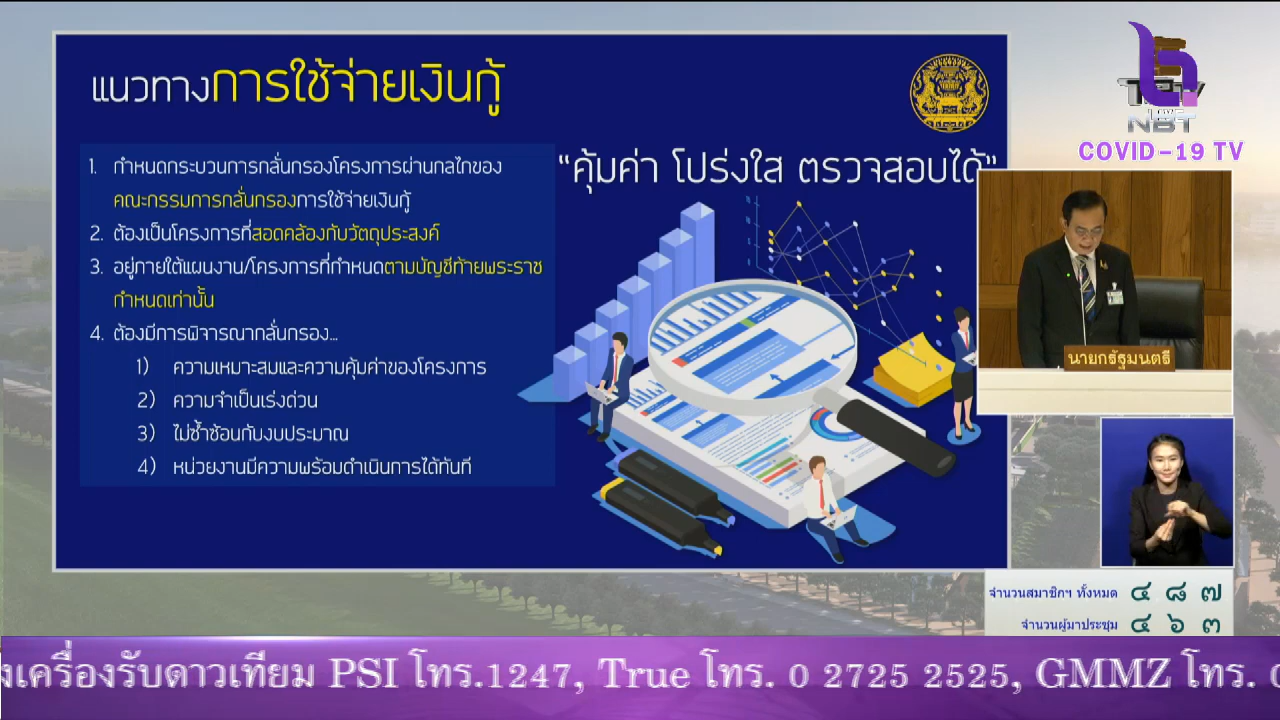 แนวทางการใช้จ่ายเงินกู้
1. กำหนดกระบวนการกลั่นกรองโครงการผ่านกลไกของ
คณะกรรมการกลั่นกรองการใช้จ่ายเงินกู้
2. ต้องเป็นโครงการที่สอดคล้องกับวัตถุประสงค์
3. อยู่ภายใต้แผนงาน/โครงการที่กำหนดตามบัญชีท้ายพระราช
กำหนดเท่านั้น
4. ต้องมีการพิจารณากลั่นกรอง...
1) ความเหมาะสมและความคุ้มค่าของโครงการ
2) ความจำเป็นเร่งด่วน
3) ไม่ซ้ำซ้อนกับงบประมาณ
4) หน่วยงานมีความพร้อมดำเนินการได้ทันที
“คุ้มค่า โปร่งใส ตรวจสอบได้”
NBT
COVID-19 TV
นายกรัฐมนตรี
จำนวนสมาชิกฯ ทั้งหมด ๔ ๘ ๗
จำนวนผู้มาประชุม ๔ ๖ ๓
งเครื่องรับดาวเทียม PSI โทร.1247, True โทร. 0 2725 2525, GMMZ โทร. 0